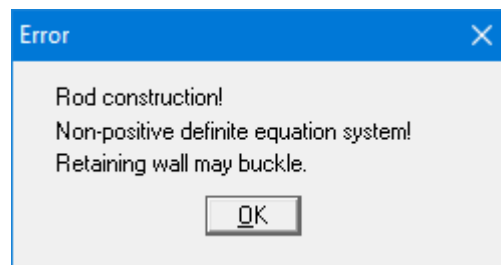 Error
Rod construction!
Non-positive definite equation system!
Retaining wall may buckle.
OK